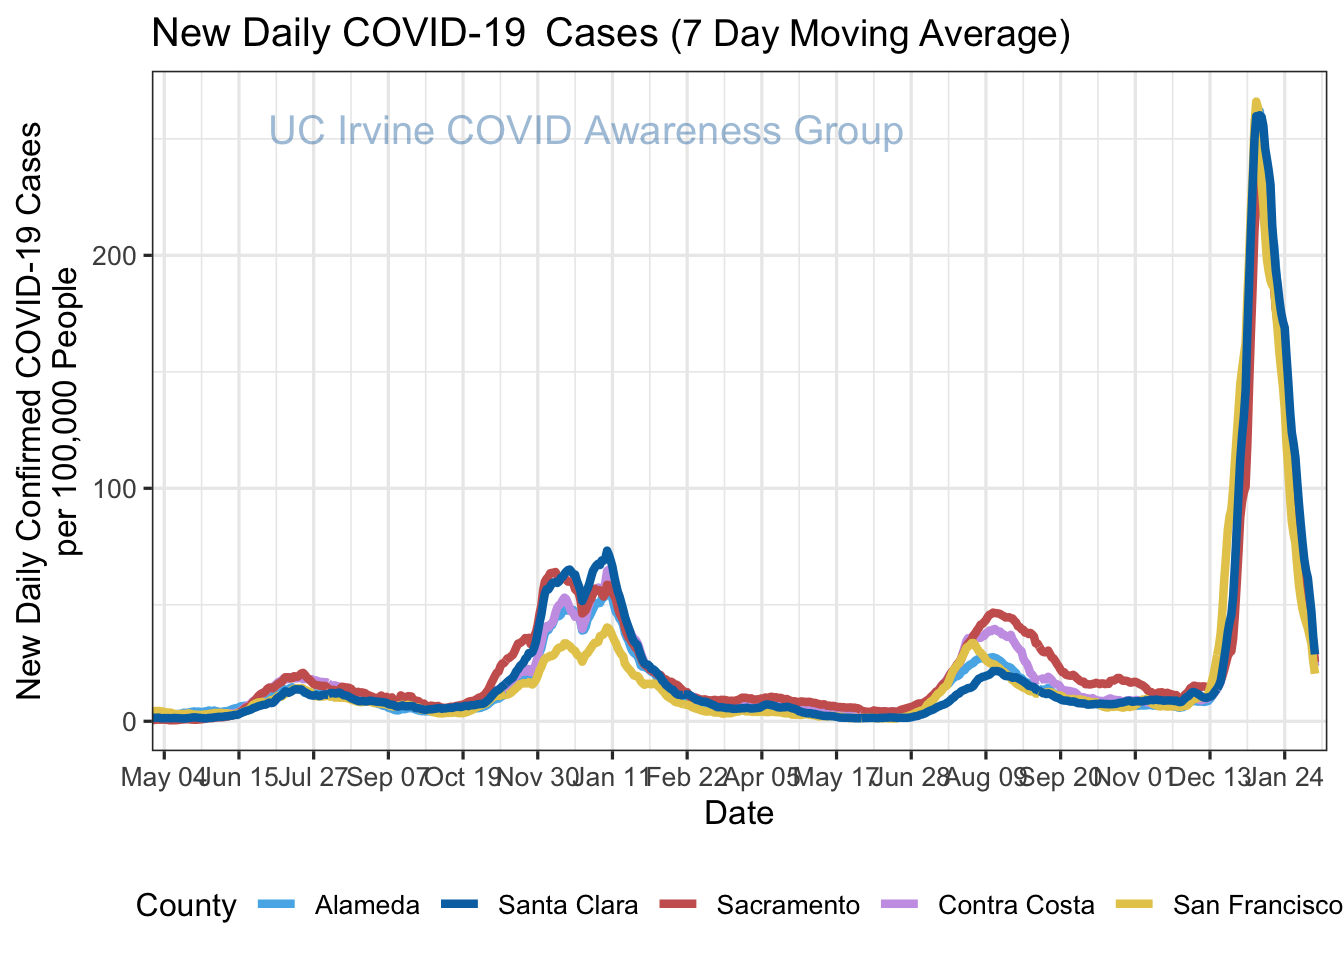 New Daily COVID-19 Cases (7 Day Moving Average)
UC Irvine COVID Awareness Group
New Daily Confirmed COVID-19 Cases
per 100,000 People
200
100
0
May 04 Jun 15 Jul 27 Sep 07 Oct 19 Nov 30 Jan 11 Feb 22 Apr 05 May 17 Jun 28 Aug 09 Sep 20 Nov 01 Dec 13 Jan 24
Date
County Alameda Santa Clara Sacramento Contra Costa San Francisco